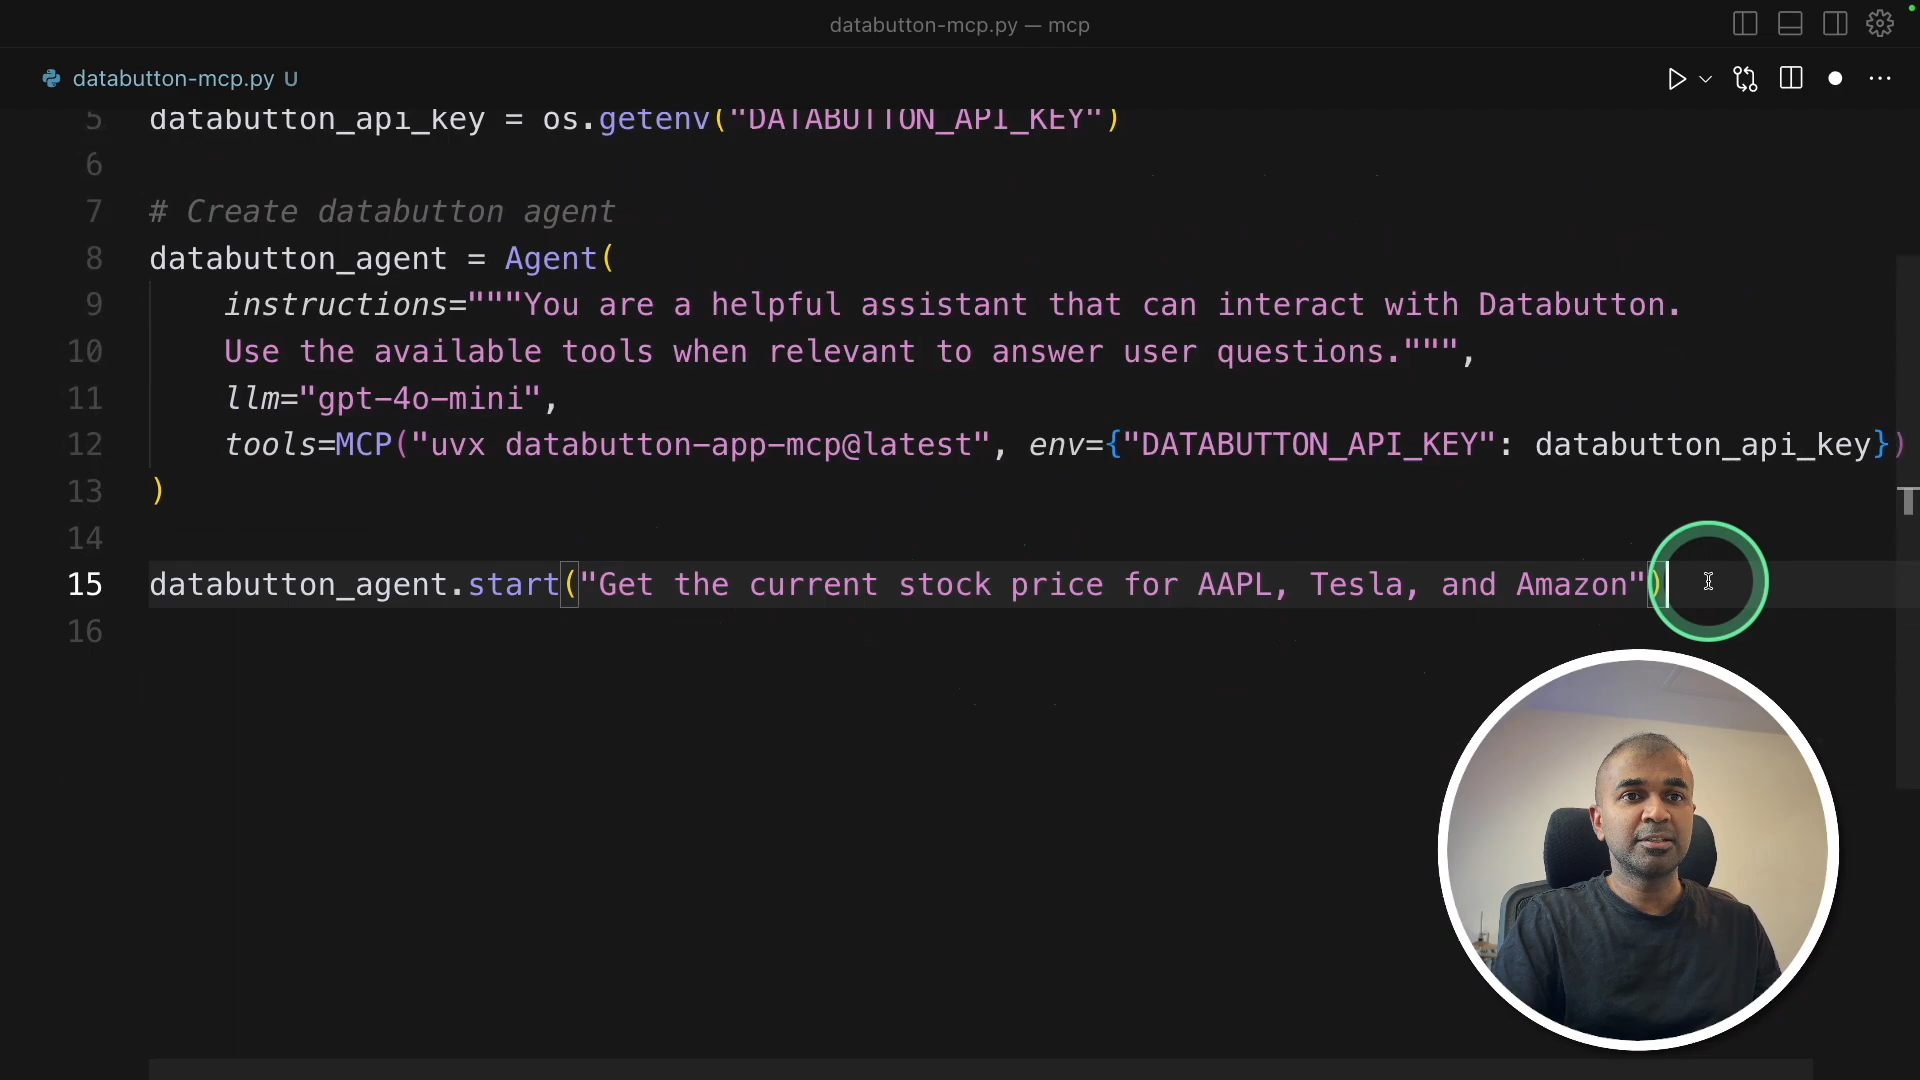 databutton-mcp.py — mcp
databutton-mcp.py U
5 databutton_api_key = os.getenv("DATABUTTON_API_KEY")
6
7 # Create databutton agent
8 databutton_agent = Agent(
9 instructions="""You are a helpful assistant that can interact with Databutton.
10 Use the available tools when relevant to answer user questions.""",
11 llm="gpt-4o-mini",
12 tools=MCP("uvx databutton-app-mcp@latest", env={"DATABUTTON_API_KEY": databutton_api_key})
13 )
14
15 databutton_agent.start("Get the current stock price for AAPL, Tesla, and Amazon")
16